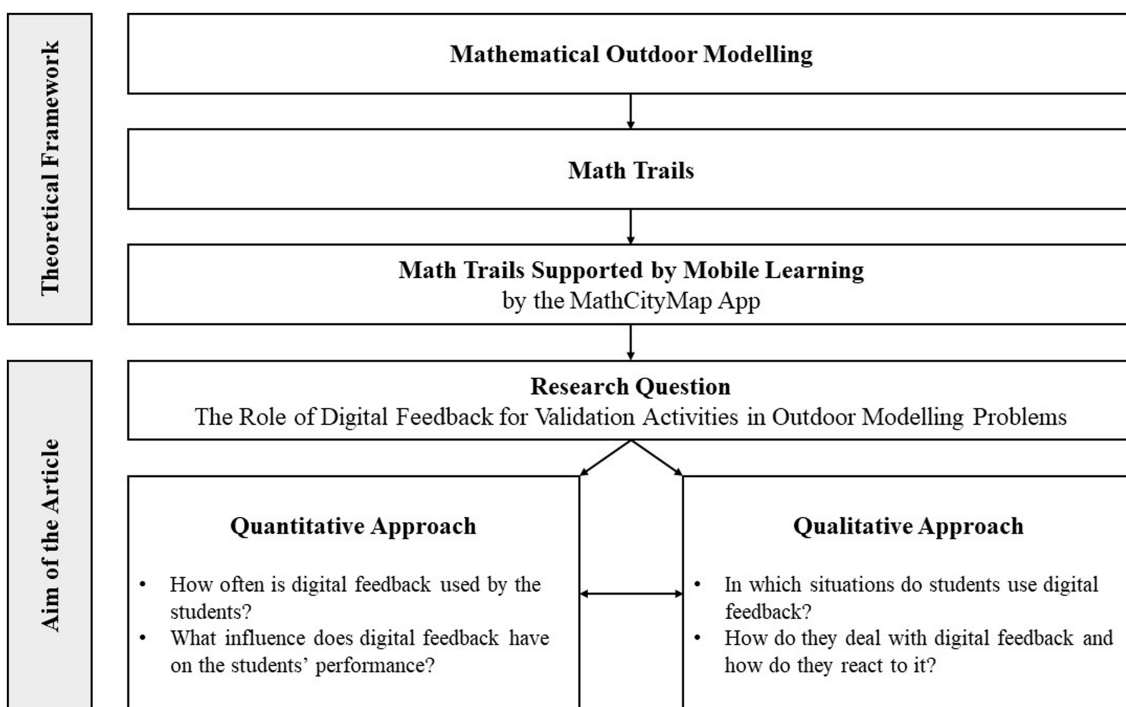 Theoretical Framework
Mathematical Outdoor Modelling
Math Trails
Math Trails Supported by Mobile Learning
by the MathCityMap App
Aim of the Article
Research Question
The Role of Digital Feedback for Validation Activities in Outdoor Modelling Problems
Quantitative Approach
• How often is digital feedback used by the
students?
• What influence does digital feedback have
on the students’ performance?
Qualitative Approach
• In which situations do students use digital
feedback?
• How do they deal with digital feedback and
how do they react to it?